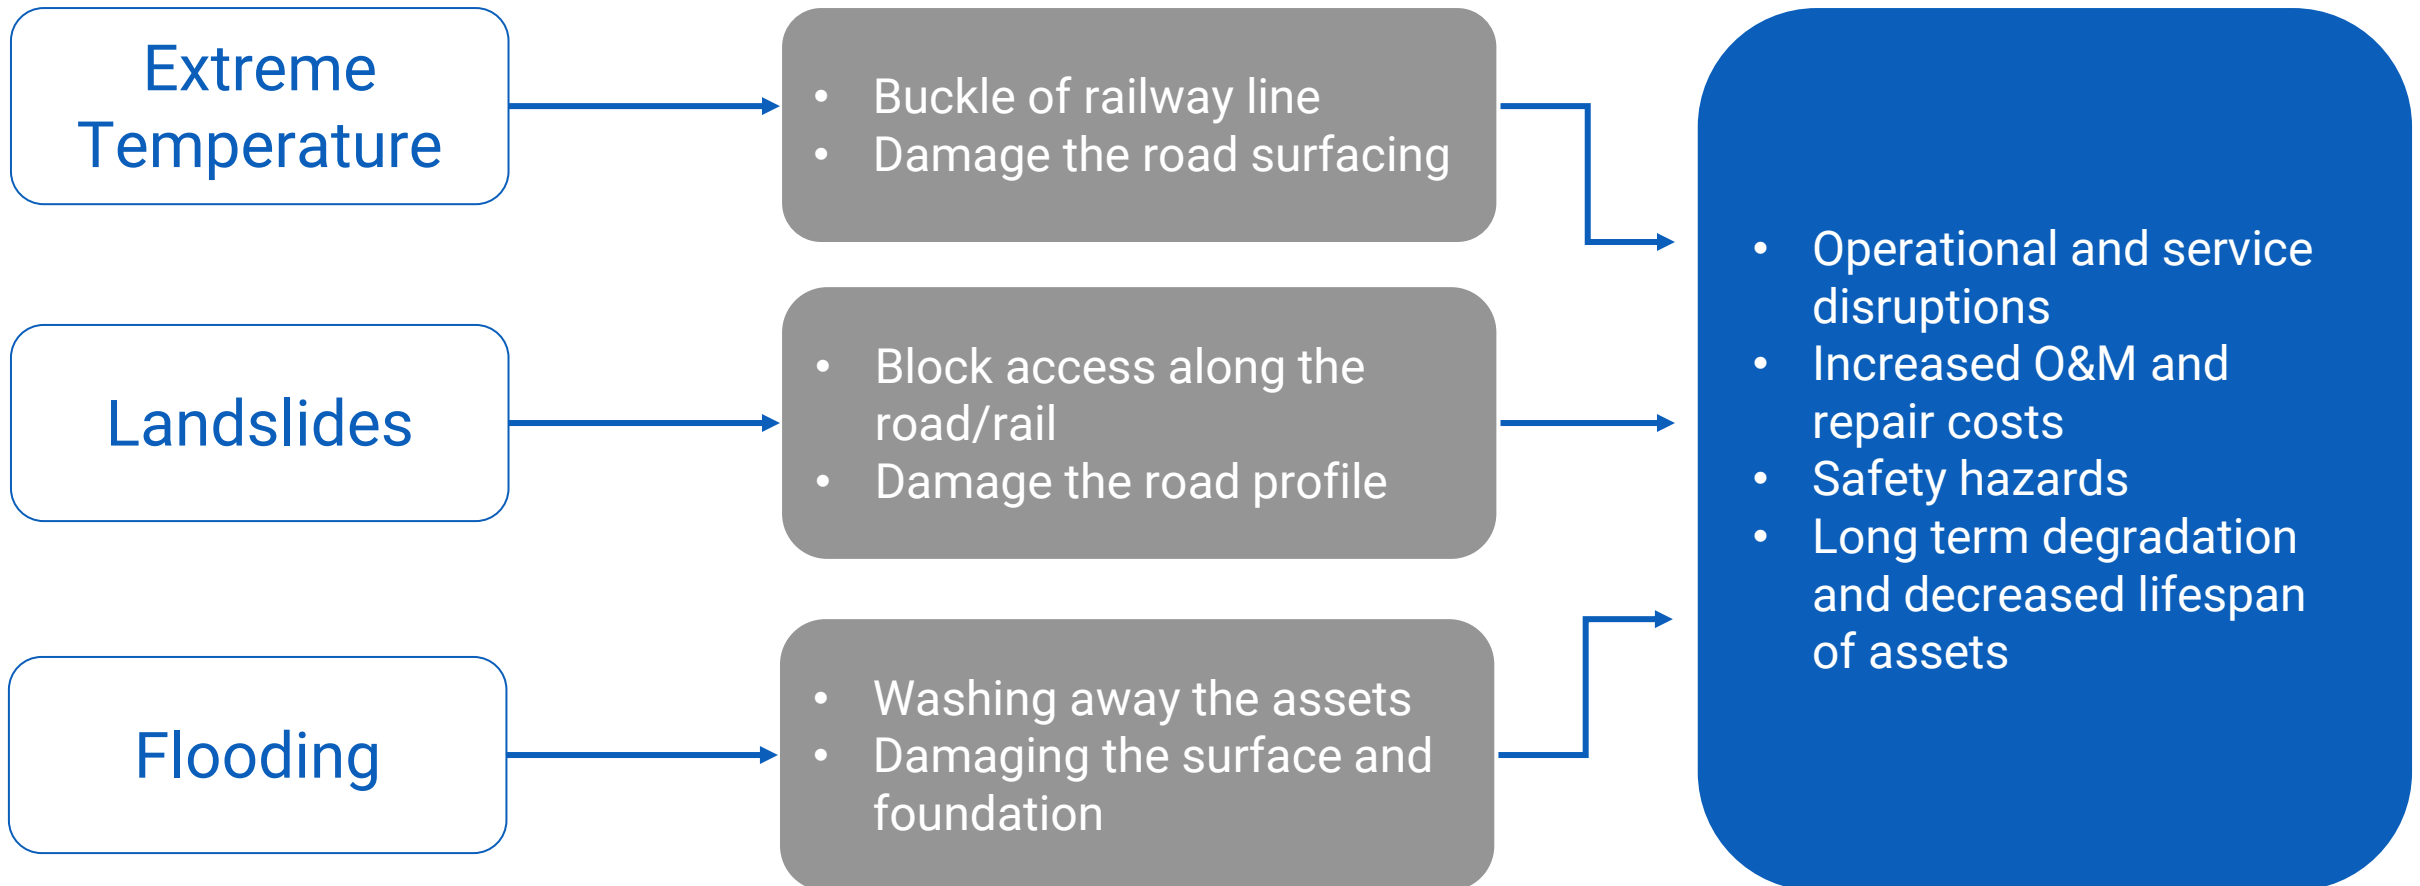 Extreme
Temperature
• Buckle of railway line
• Damage the road surfacing
Landslides
• Block access along the
road/rail
• Damage the road profile
Flooding
• Washing away the assets
• Damaging the surface and
foundation
• Operational and service
disruptions
• Increased O&M and
repair costs
• Safety hazards
• Long term degradation
and decreased lifespan
of assets